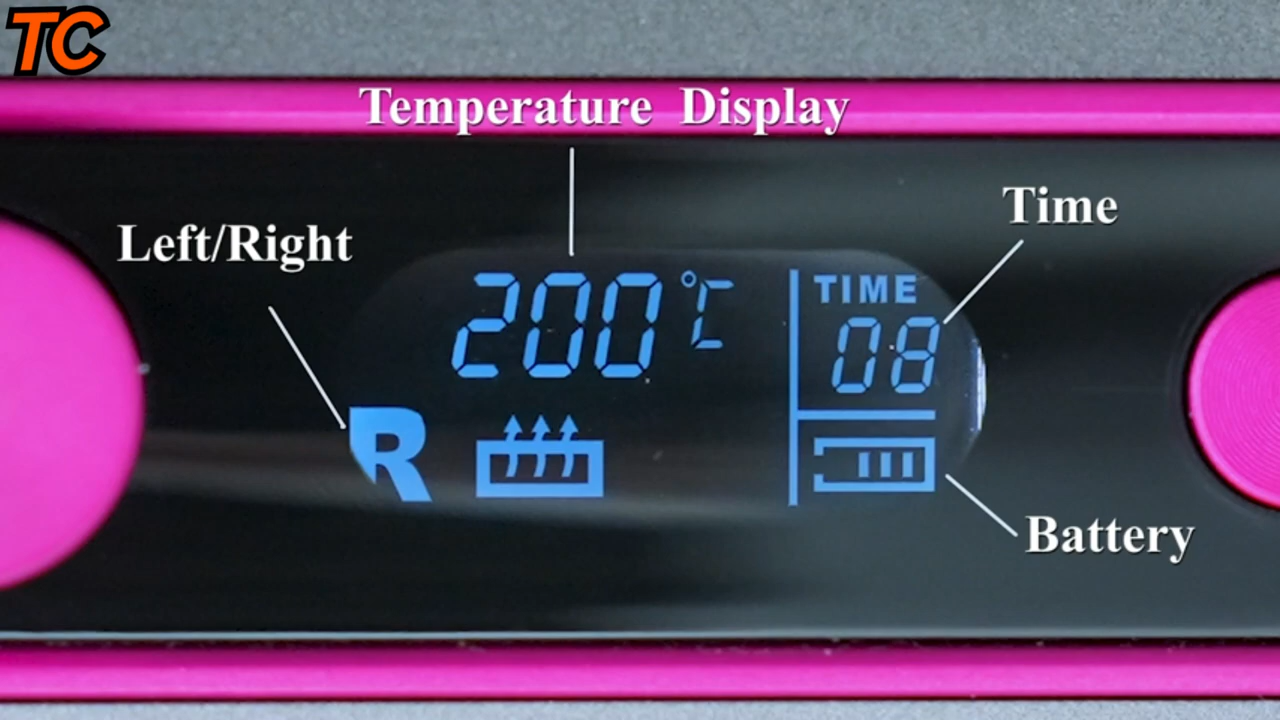 TC
Temperature Display
Time
Left/Right
200°C
TIME
08
R
Battery